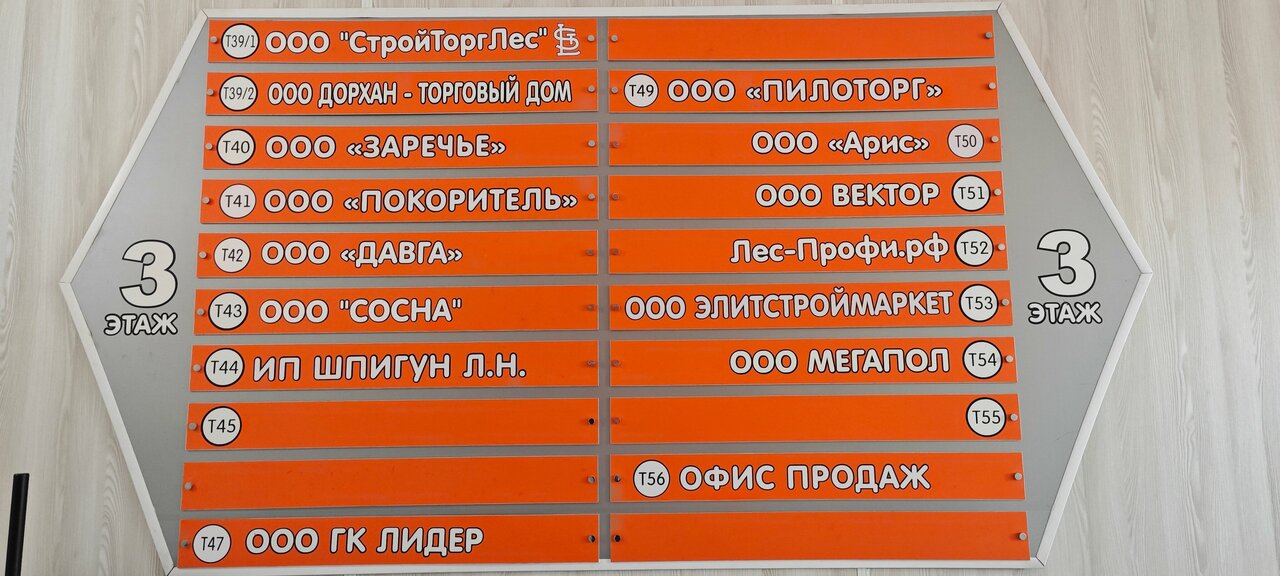 3
ЭТАЖ
Т39/1 ООО "СтройТоргЛес"
Т39/2 ООО ДОРХАН - ТОРГОВЫЙ ДОМ
Т40 ООО «ЗАРЕЧЬЕ»
Т41 ООО «ПОКОРИТЕЛЬ»
Т42 ООО «ДАВГА»
Т43 ООО "СОСНА"
Т44 ИП ШПИГУН Л.Н.
Т45
Т47 ООО ГК ЛИДЕР
Т49 ООО «ПИЛОТОРГ»
ООО «Арис» Т50
ООО ВЕКТОР Т51
Лес-Профи.рф Т52
ООО ЭЛИТСТРОЙМАРКЕТ Т53
ООО МЕГАПОЛ Т54
Т55
Т56 ОФИС ПРОДАЖ
3
ЭТАЖ